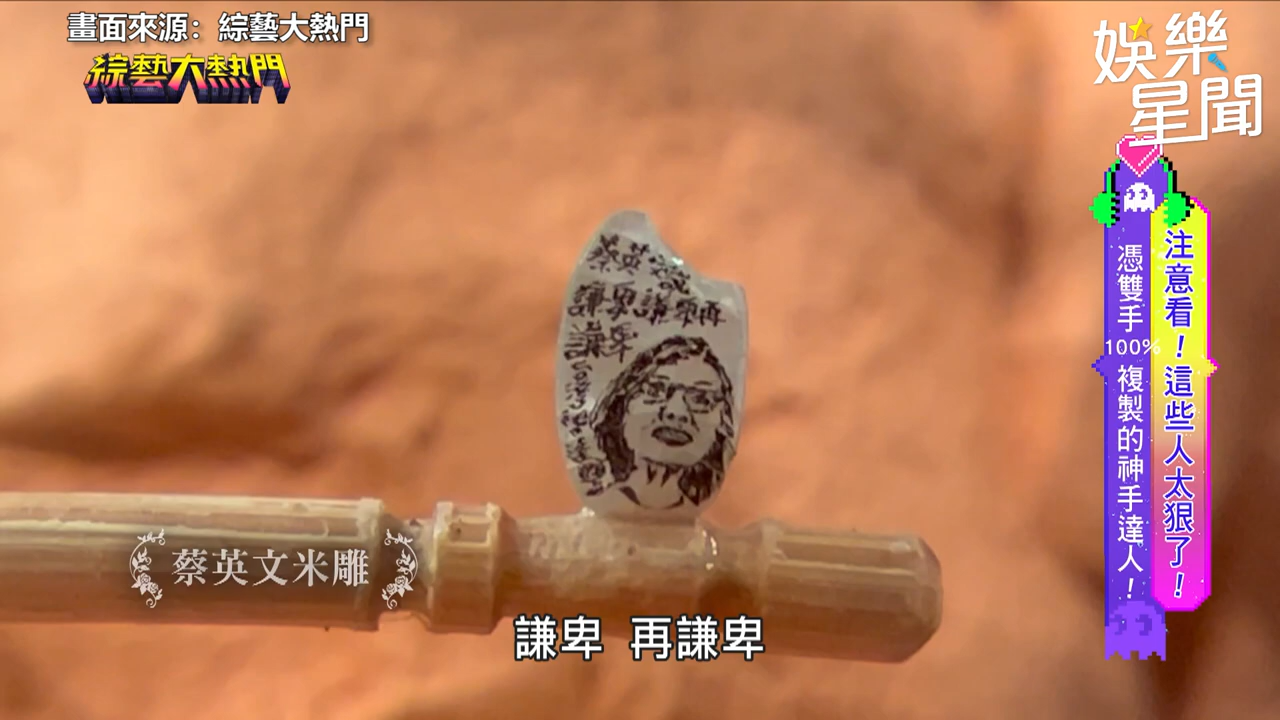 畫面來源：綜藝大熱門
綜藝大熱門
娛樂
星聞
注意看！這些人太狠了！
憑雙手100%複製的神手達人！
蔡英文說
謙卑謙卑再
謙卑
蔡英文米雕
謙卑 再謙卑